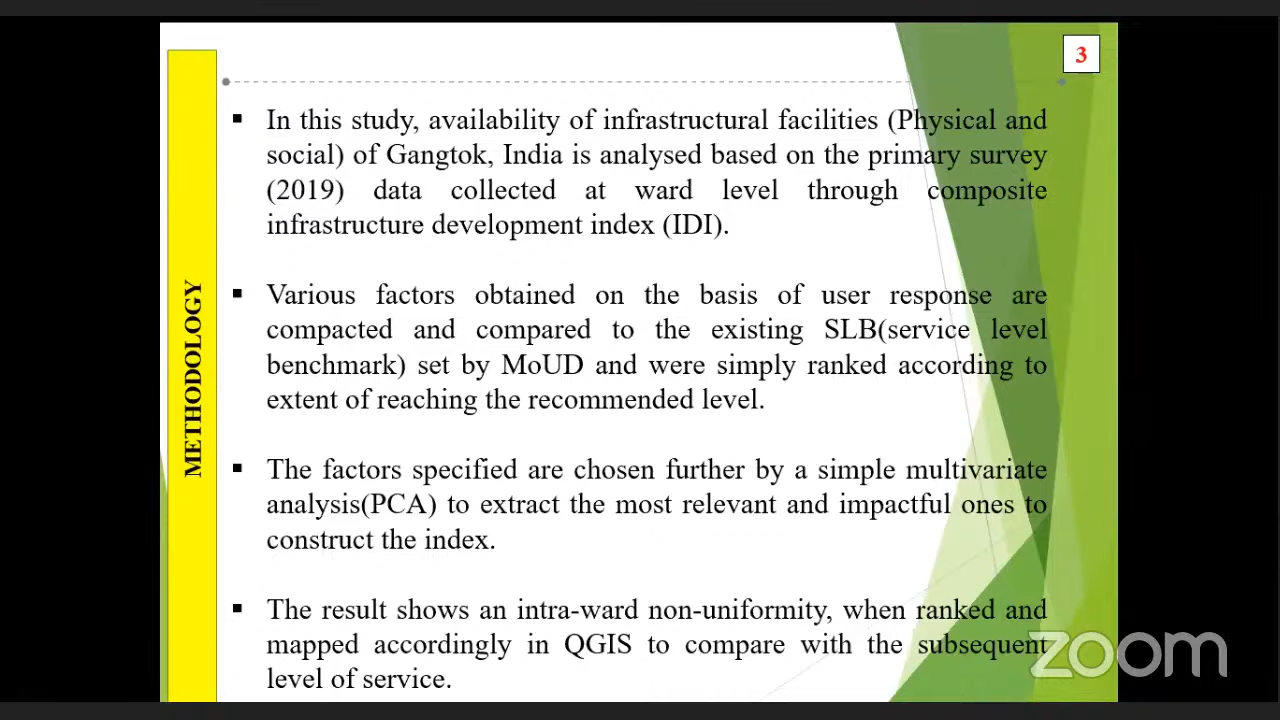 3
METHODOLOGY
▪ In this study, availability of infrastructural facilities (Physical and
social) of Gangtok, India is analysed based on the primary survey
(2019) data collected at ward level through composite
infrastructure development index (IDI).
▪ Various factors obtained on the basis of user response are
compacted and compared to the existing SLB(service level
benchmark) set by MoUD and were simply ranked according to
extent of reaching the recommended level.
▪ The factors specified are chosen further by a simple multivariate
analysis(PCA) to extract the most relevant and impactful ones to
construct the index.
▪ The result shows an intra-ward non-uniformity, when ranked and
mapped accordingly in QGIS to compare with the subsequent
level of service.
zoom